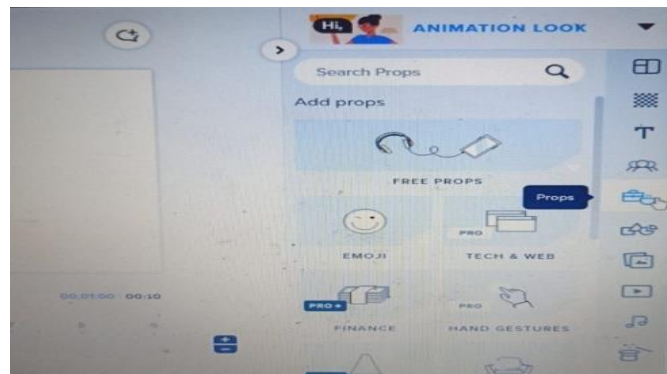 Hi,
ANIMATION LOOK
Search Props
Add props
FREE PROPS
Props
EMOJI
PRO
TECH & WEB
PRO +
FINANCE
PRO
HAND GESTURES
00:01:00 : 00:10